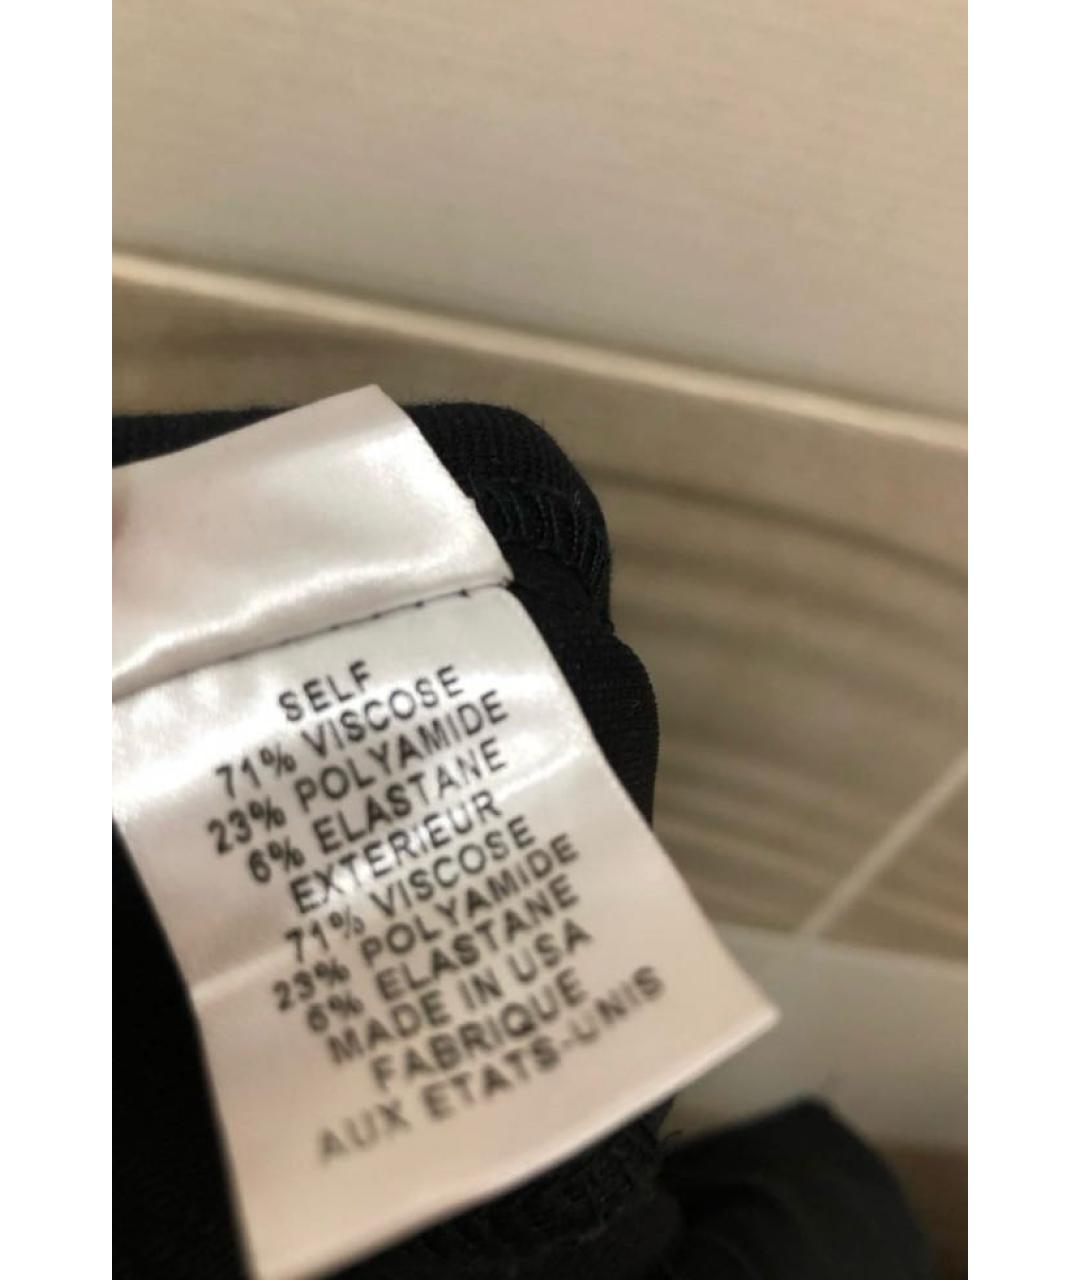 SELF
71% VISCOSE
23% POLYAMIDE
6% ELASTANE
EXTERIEUR
71% VISCOSE
23% POLYAMIDE
6% ELASTANE
MADE IN USA
FABRIQUE
AUX ETATS-UNIS